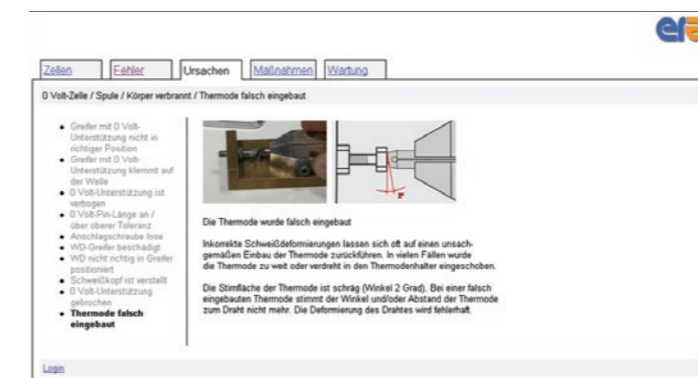 era
Zellen Fehler Ursachen Maßnahmen Wartung
0 Volt-Zelle / Spule / Körper verbrannt / Thermode falsch eingebaut
Greifer mit 0 Volt-
Unterstützung nicht in
richtiger Position
Greifer mit 0 Volt-
Unterstützung klemmt auf
der Welle
0 Volt-Unterstützung ist
verbogen
0 Volt-Pin-Länge an /
über oberer Toleranz
Anschlagschraube lose
WD-Greifer beschädigt
WD nicht richtig in Greifer
positioniert
Schweißkopf ist verstellt
0 Volt-Unterstützung
gebrochen
Thermode falsch
eingebaut
2°
Die Thermode wurde falsch eingebaut
Inkorrekte Schweißdeformierungen lassen sich oft auf einen unsach-
gemäßen Einbau der Thermode zurückführen. In vielen Fällen wurde
die Thermode zu weit oder verdreht in den Thermodenhalter eingeschoben.
Die Stirnfläche der Thermode ist schräg (Winkel 2 Grad). Bei einer falsch
eingebauten Thermode stimmt der Winkel und/oder Abstand der Thermode
zum Draht nicht mehr. Die Deformierung des Drahtes wird fehlerhaft.
Login